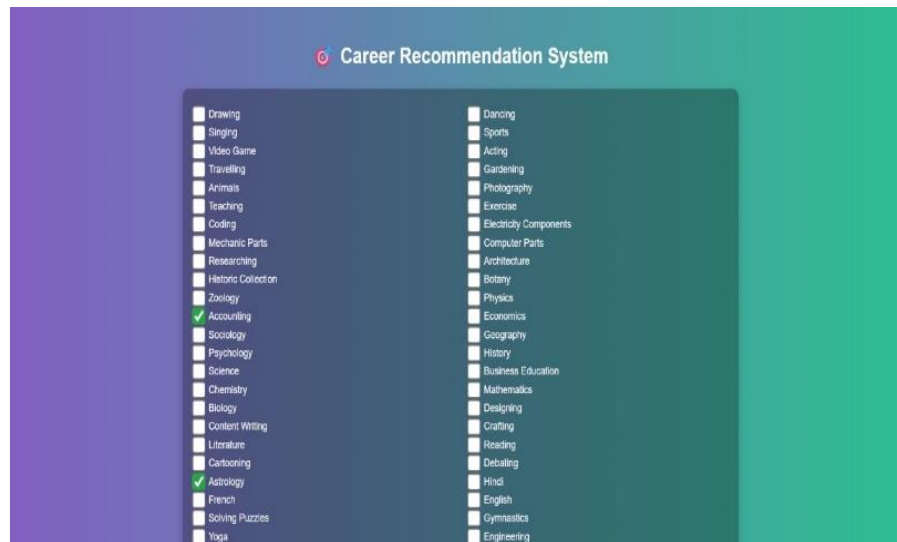 Career Recommendation System
Drawing
Dancing
Singing
Sports
Video Game
Acting
Travelling
Gardening
Animals
Photography
Teaching
Exercise
Coding
Electricity Components
Mechanic Parts
Computer Parts
Researching
Architecture
Historic Collection
Botany
Zoology
Physics
Accounting
Economics
Sociology
Geography
Psychology
History
Science
Business Education
Chemistry
Mathematics
Biology
Designing
Content Writing
Crafting
Literature
Reading
Cartooning
Debating
Astrology
Hindi
French
English
Solving Puzzles
Gymnastics
Yoga
Engineering